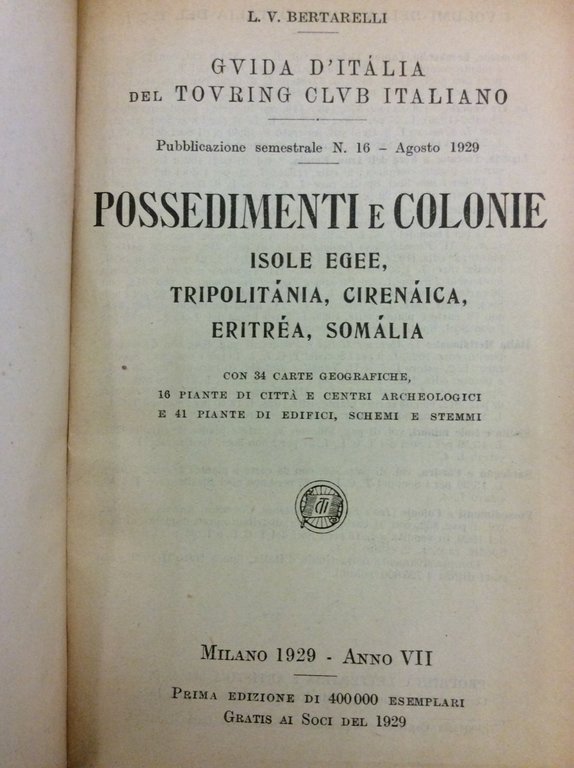 L. V. BERTARELLI
GVIDA D'ITÁLIA
DEL TOVRING CLVB ITALIANO
Pubblicazione semestrale N. 16 - Agosto 1929
POSSEDIMENTI E COLONIE
ISOLE EGEE,
TRIPOLITÁNIA, CIRENÁICA,
ERITRÉA, SOMÁLIA
CON 34 CARTE GEOGRAFICHE,
16 PIANTE DI CITTÀ E CENTRI ARCHEOLOGICI
E 41 PIANTE DI EDIFICI, SCHEMI E STEMMI
MILANO 1929 - ANNO VII
PRIMA EDIZIONE DI 400000 ESEMPLARI
GRATIS AI SOCI DEL 1929